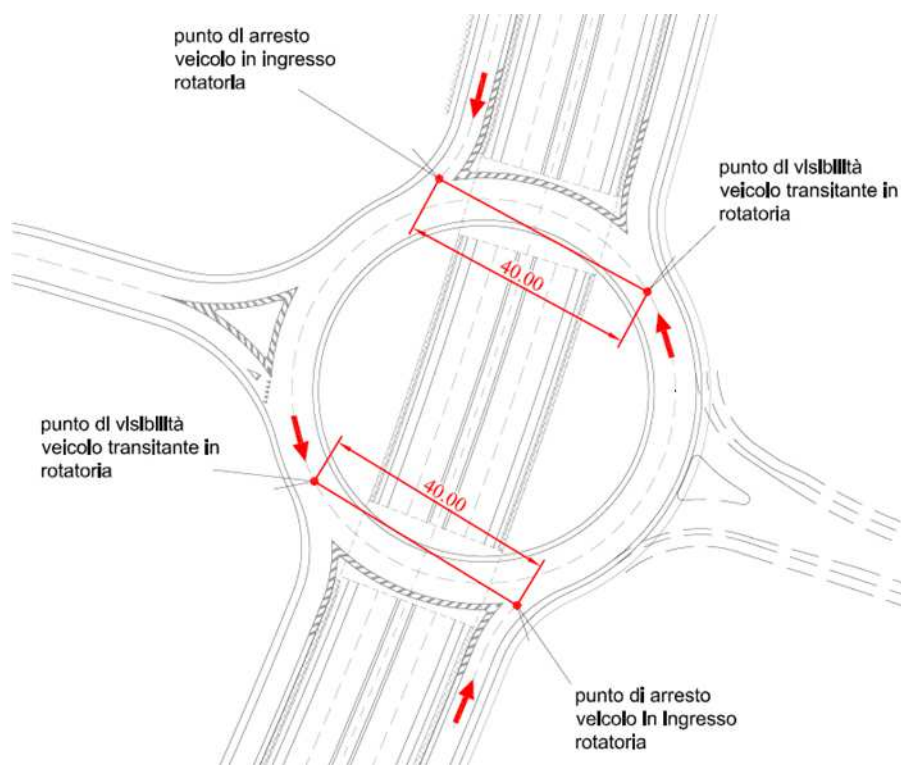 punto di arresto
veicolo in ingresso
rotatoria
punto di visibilità
veicolo transitante in
rotatoria
40.00
punto di visibilità
veicolo transitante in
rotatoria
40.00
punto di arresto
veicolo in ingresso
rotatoria